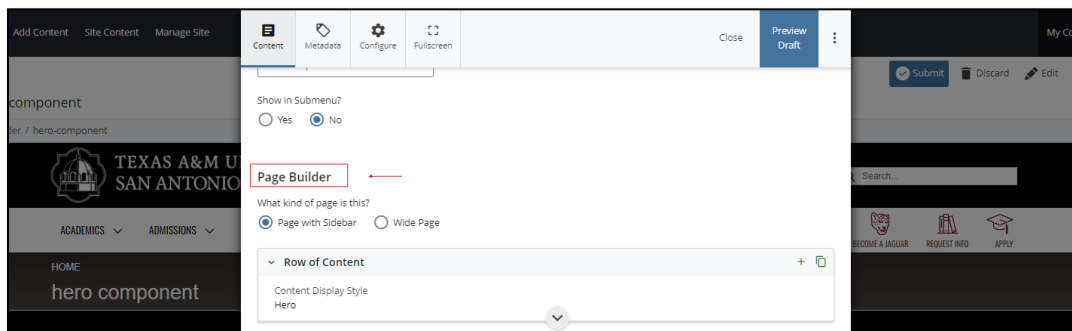 Add Content Site Content Manage Site
Content Metadata Configure Fullscreen
Close
Preview Draft
Submit Discard Edit
component
hero-component
Show in Submenu?
Yes No
TEXAS A&M U
SAN ANTONIO
Page Builder
Search...
What kind of page is this?
Page with Sidebar Wide Page
ACADEMICS ADMISSIONS
BECOME A JAGUAR REQUEST INFO APPLY
Row of Content
HOME
hero component
Content Display Style
Hero